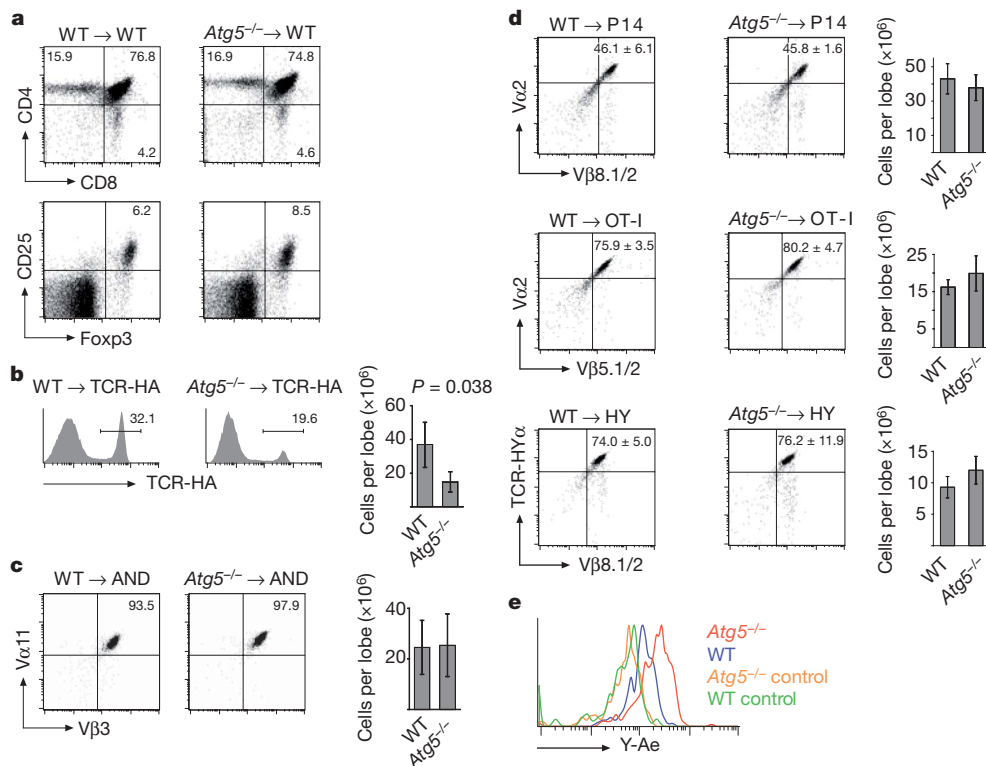 a
WT → WT
Atg5–/– → WT
15.9 76.8
4.2
16.9 74.8
4.6
CD4
CD8
6.2
8.5
CD25
Foxp3
b
WT → TCR-HA
Atg5–/– → TCR-HA
32.1
19.6
TCR-HA
P = 0.038
Cells per lobe (×10⁶)
60
40
20
WT
Atg5–/–
c
WT → AND
Atg5–/– → AND
93.5
97.9
Vα11
Vβ3
Cells per lobe (×10⁶)
40
20
WT
Atg5–/–
d
WT → P14
Atg5–/– → P14
46.1 ± 6.1
45.8 ± 1.6
Vα2
Vβ8.1/2
Cells per lobe (×10⁶)
50
30
10
WT
Atg5–/–
WT → OT-I
Atg5–/– → OT-I
75.9 ± 3.5
80.2 ± 4.7
Vα2
Vβ5.1/2
Cells per lobe (×10⁶)
25
15
5
WT
Atg5–/–
WT → HY
Atg5–/– → HY
74.0 ± 5.0
76.2 ± 11.9
TCR-HYα
Vβ8.1/2
Cells per lobe (×10⁶)
15
10
5
WT
Atg5–/–
e
Atg5–/–
WT
Atg5–/– control
WT control
Y-Ae